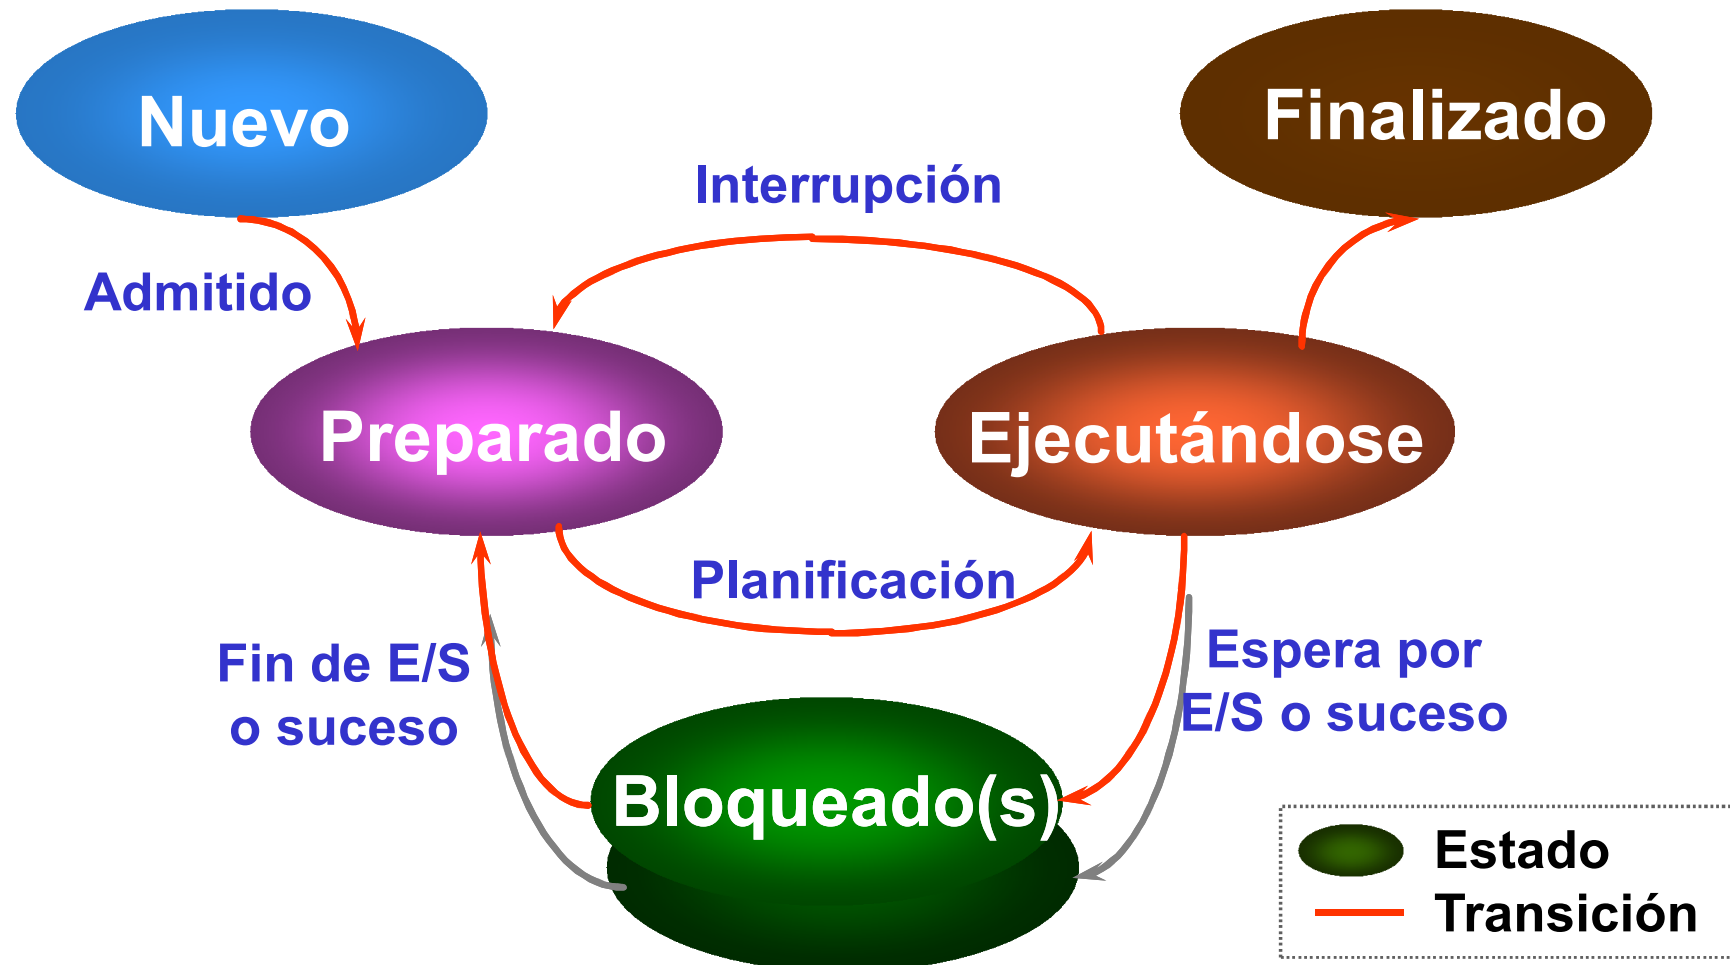 Nuevo
Finalizado
Interrupción
Admitido
Preparado
Ejecutándose
Planificación
Fin de E/S
o suceso
Espera por
E/S o suceso
Bloqueado(s)
Estado
Transición